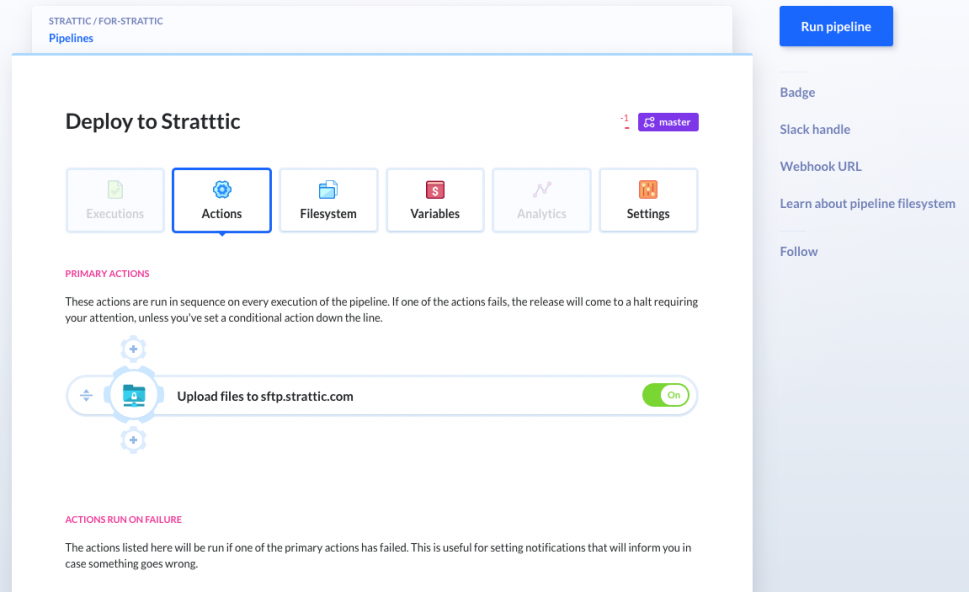 STRATTIC / FOR-STRATTIC
Pipelines
Run pipeline
Deploy to Stratttic
-1
master
Badge
Slack handle
Webhook URL
Learn about pipeline filesystem
Follow
Executions
Actions
Filesystem
$
Variables
Analytics
Settings
PRIMARY ACTIONS
These actions are run in sequence on every execution of the pipeline. If one of the actions fails, the release will come to a halt requiring
your attention, unless you've set a conditional action down the line.
Upload files to sftp.strattic.com
On
ACTIONS RUN ON FAILURE
The actions listed here will be run if one of the primary actions has failed. This is useful for setting notifications that will inform you in
case something goes wrong.